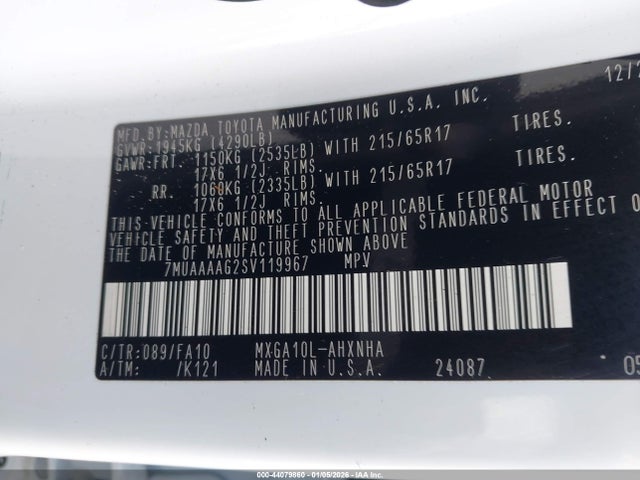 12/2
MFD.BY:MAZDA TOYOTA MANUFACTURING U.S.A. INC.
GVWR:1945KG (4290LB)
GAWR:FRT. 1150KG (2535LB) WITH 215/65R17 TIRES.
17X6 1/2J RIMS.
RR. 1060KG (2335LB) WITH 215/65R17 TIRES.
17X6 1/2J RIMS.
THIS VEHICLE CONFORMS TO ALL APPLICABLE FEDERAL MOTOR
VEHICLE SAFETY AND THEFT PREVENTION STANDARDS IN EFFECT O
THE DATE OF MANUFACTURE SHOWN ABOVE
7MUAAAAG2SV119967 MPV
C/TR:089/FA10 MXGA10L-AHXNHA
A/TM: /K121 MADE IN U.S.A. 24087 05
000-44079860 - 01/05/2026 - IAA Inc.